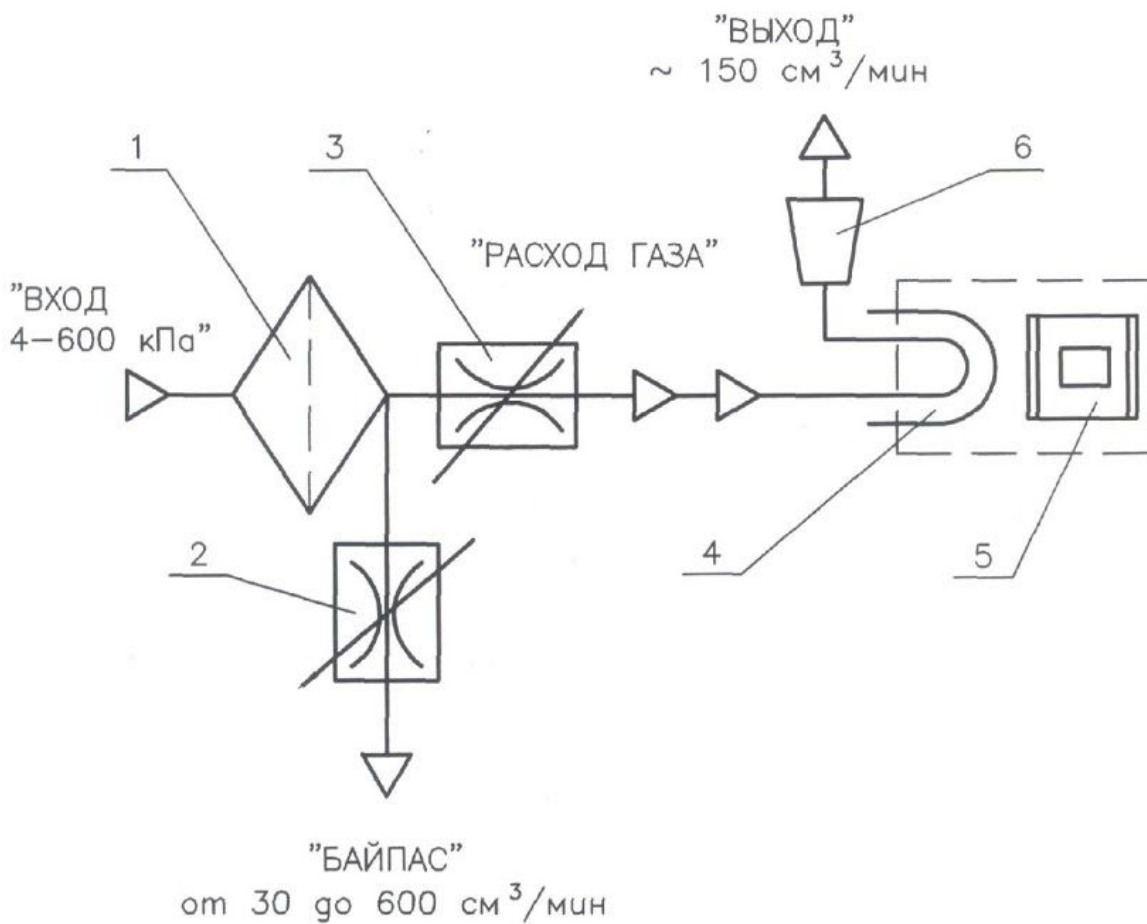 "ВЫХОД"
~ 150 см³/мин
1
3
6
"РАСХОД ГАЗА"
"ВХОД
4-600 кПа"
2
4
5
"БАЙПАС"
от 30 до 600 см³/мин